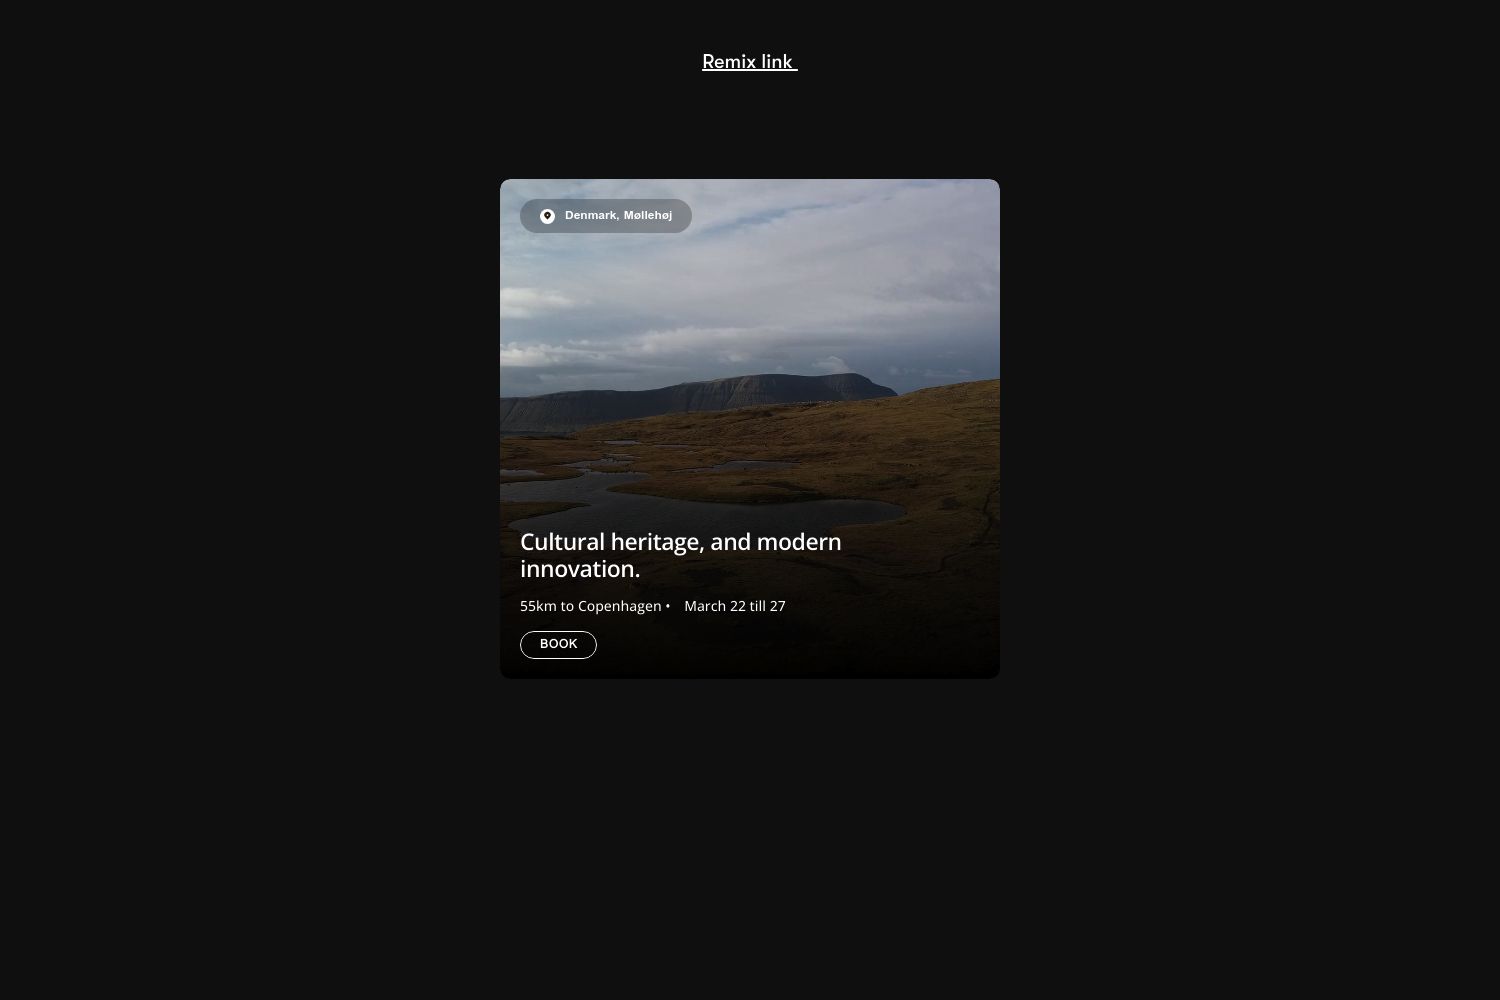 Remix link
Denmark, Møllehøj
Cultural heritage, and modern
innovation.
55km to Copenhagen • March 22 till 27
BOOK